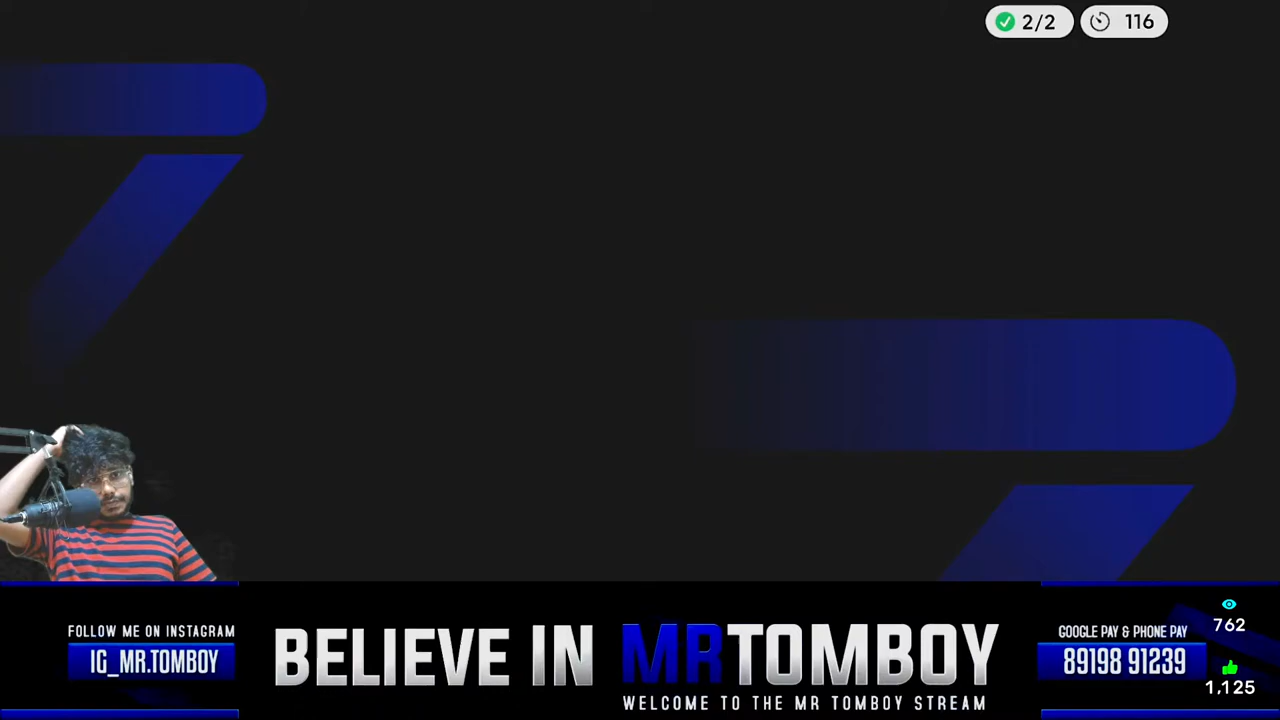 2/2
116
FOLLOW ME ON INSTAGRAM
IG_MR.TOMBOY
BELIEVE IN MRTOMBOY
WELCOME TO THE MR TOMBOY STREAM
GOOGLE PAY & PHONE PAY
89198 91239
762
1,125